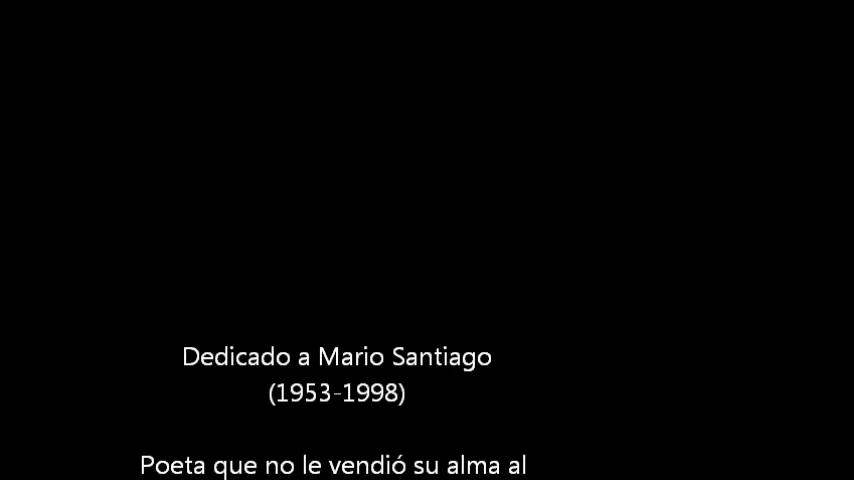 Dedicado a Mario Santiago
(1953-1998)
Poeta que no le vendió su alma al